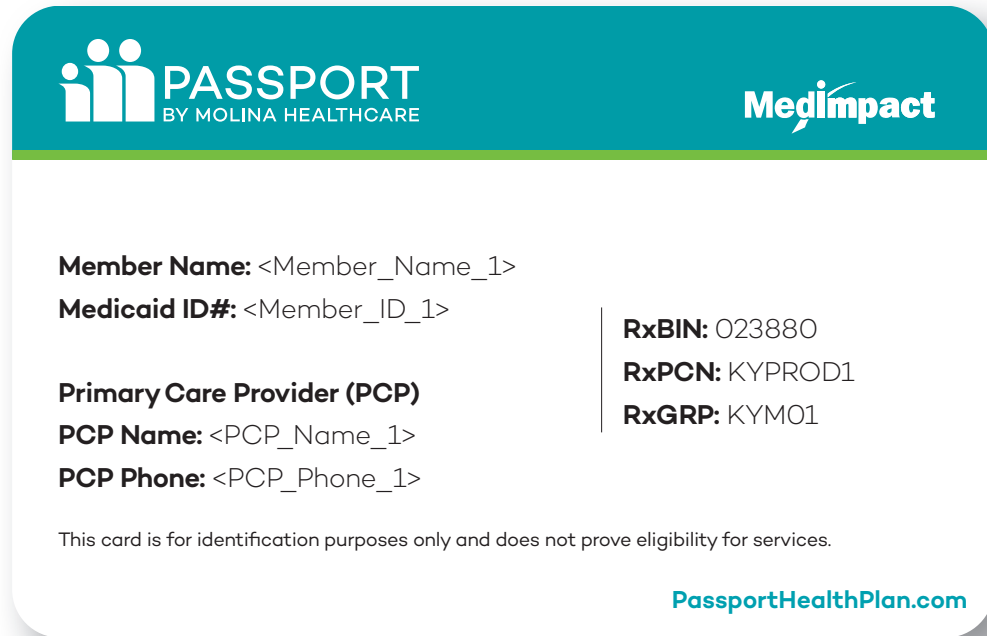 PASSPORT
BY MOLINA HEALTHCARE
Medimpact
Member Name: <Member_Name_1>
Medicaid ID#: <Member_ID_1>
Primary Care Provider (PCP)
PCP Name: <PCP_Name_1>
PCP Phone: <PCP_Phone_1>
RxBIN: 023880
RxPCN: KYPROD1
RxGRP: KYM01
This card is for identification purposes only and does not prove eligibility for services.
PassportHealthPlan.com